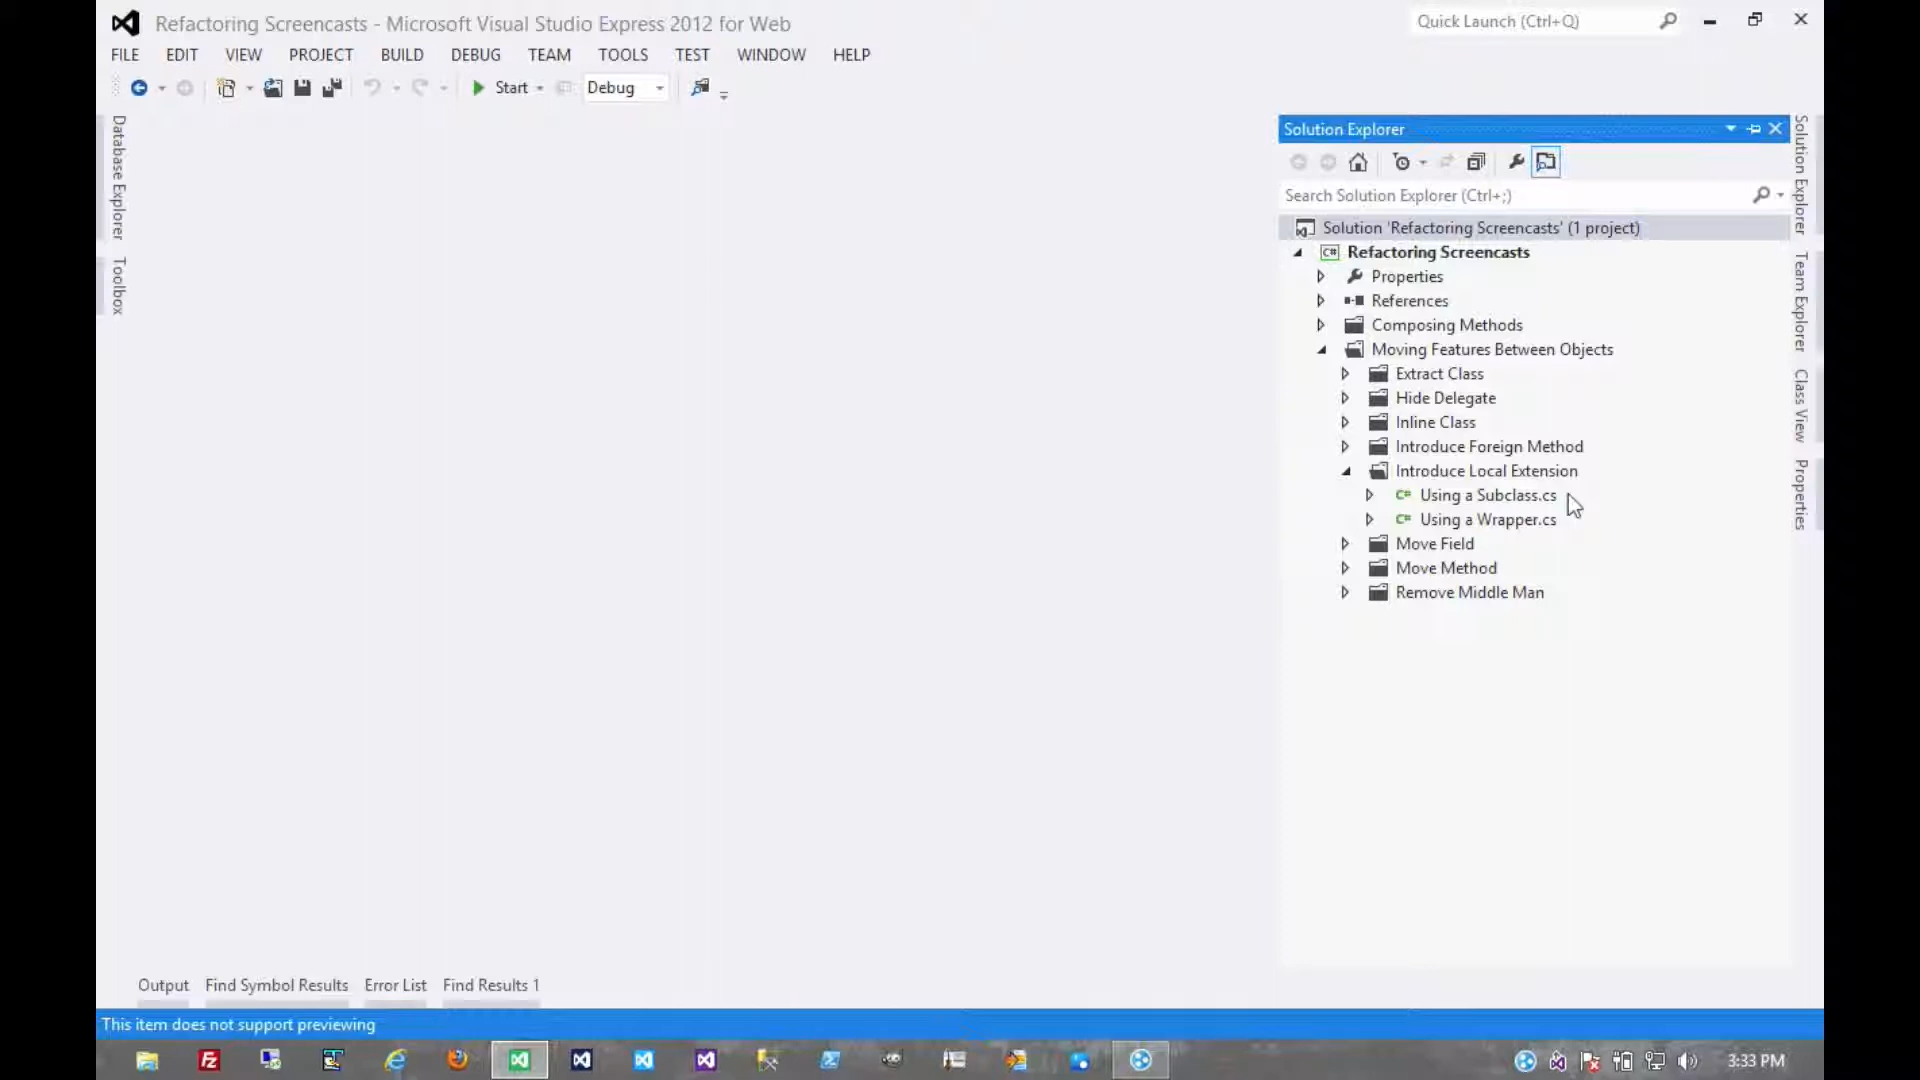 Refactoring Screencasts - Microsoft Visual Studio Express 2012 for Web
Quick Launch (Ctrl+Q)
FILE EDIT VIEW PROJECT BUILD DEBUG TEAM TOOLS TEST WINDOW HELP
Start Debug
Database Explorer
Toolbox
Solution Explorer
Search Solution Explorer (Ctrl+;)
Solution 'Refactoring Screencasts' (1 project)
C# Refactoring Screencasts
Properties
References
Composing Methods
Moving Features Between Objects
Extract Class
Hide Delegate
Inline Class
Introduce Foreign Method
Introduce Local Extension
C# Using a Subclass.cs
C# Using a Wrapper.cs
Move Field
Move Method
Remove Middle Man
Solution Explorer
Team Explorer
Class View
Properties
Output Find Symbol Results Error List Find Results 1
This item does not support previewing
3:33 PM